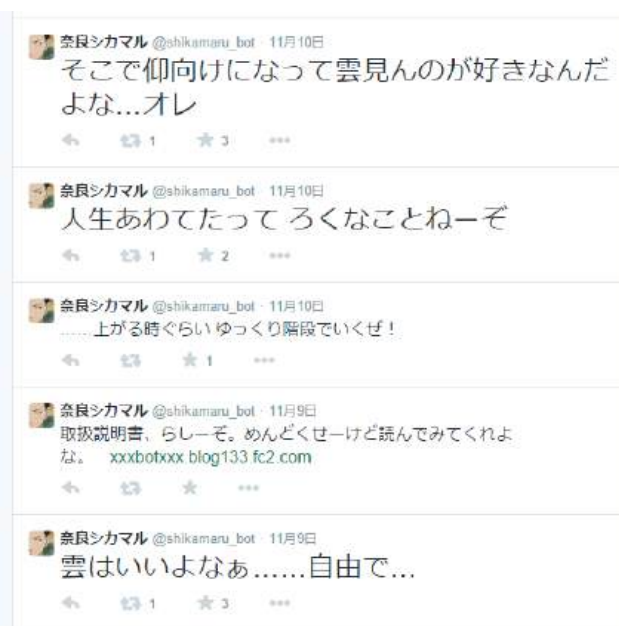 奈良シカマル @shikamaru_bot · 11月10日
そこで仰向けになって雲見んのが好きなんだ
よな…オレ
1 3
奈良シカマル @shikamaru_bot · 11月10日
人生あわてたって ろくなことねーぞ
1 2
奈良シカマル @shikamaru_bot · 11月10日
……上がる時ぐらい ゆっくり階段でいくぜ！
1
奈良シカマル @shikamaru_bot · 11月9日
取扱説明書、らしーぞ。めんどくせーけど読んでみてくれよ
な。 xxxbotxxx.blog133.fc2.com
奈良シカマル @shikamaru_bot · 11月9日
雲はいいよなぁ……自由で…
1 3